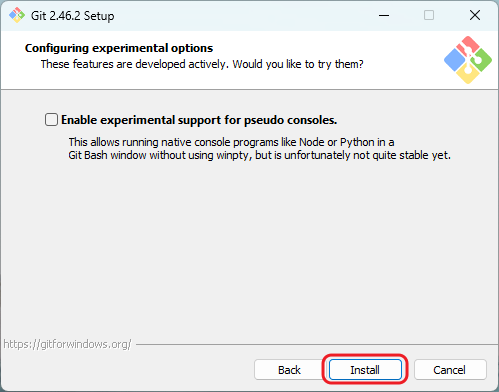 Git 2.46.2 Setup
Configuring experimental options
These features are developed actively. Would you like to try them?
Enable experimental support for pseudo consoles.
This allows running native console programs like Node or Python in a
Git Bash window without using winpty, but is unfortunately not quite stable yet.
https://gitforwindows.org/
Back
Install
Cancel